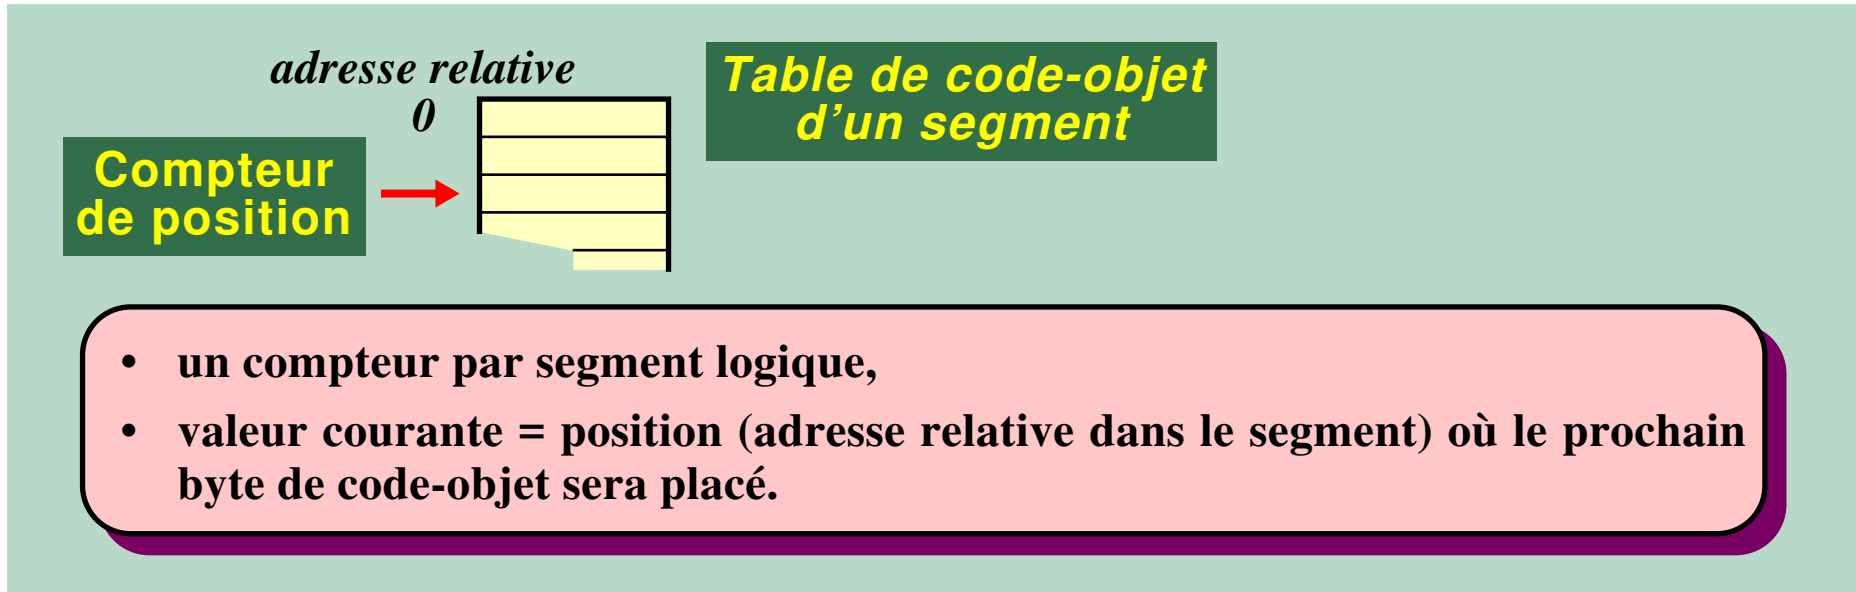 adresse relative
0
Table de code-objet
d’un segment
Compteur
de position
• un compteur par segment logique,
• valeur courante = position (adresse relative dans le segment) où le prochain
byte de code-objet sera placé.